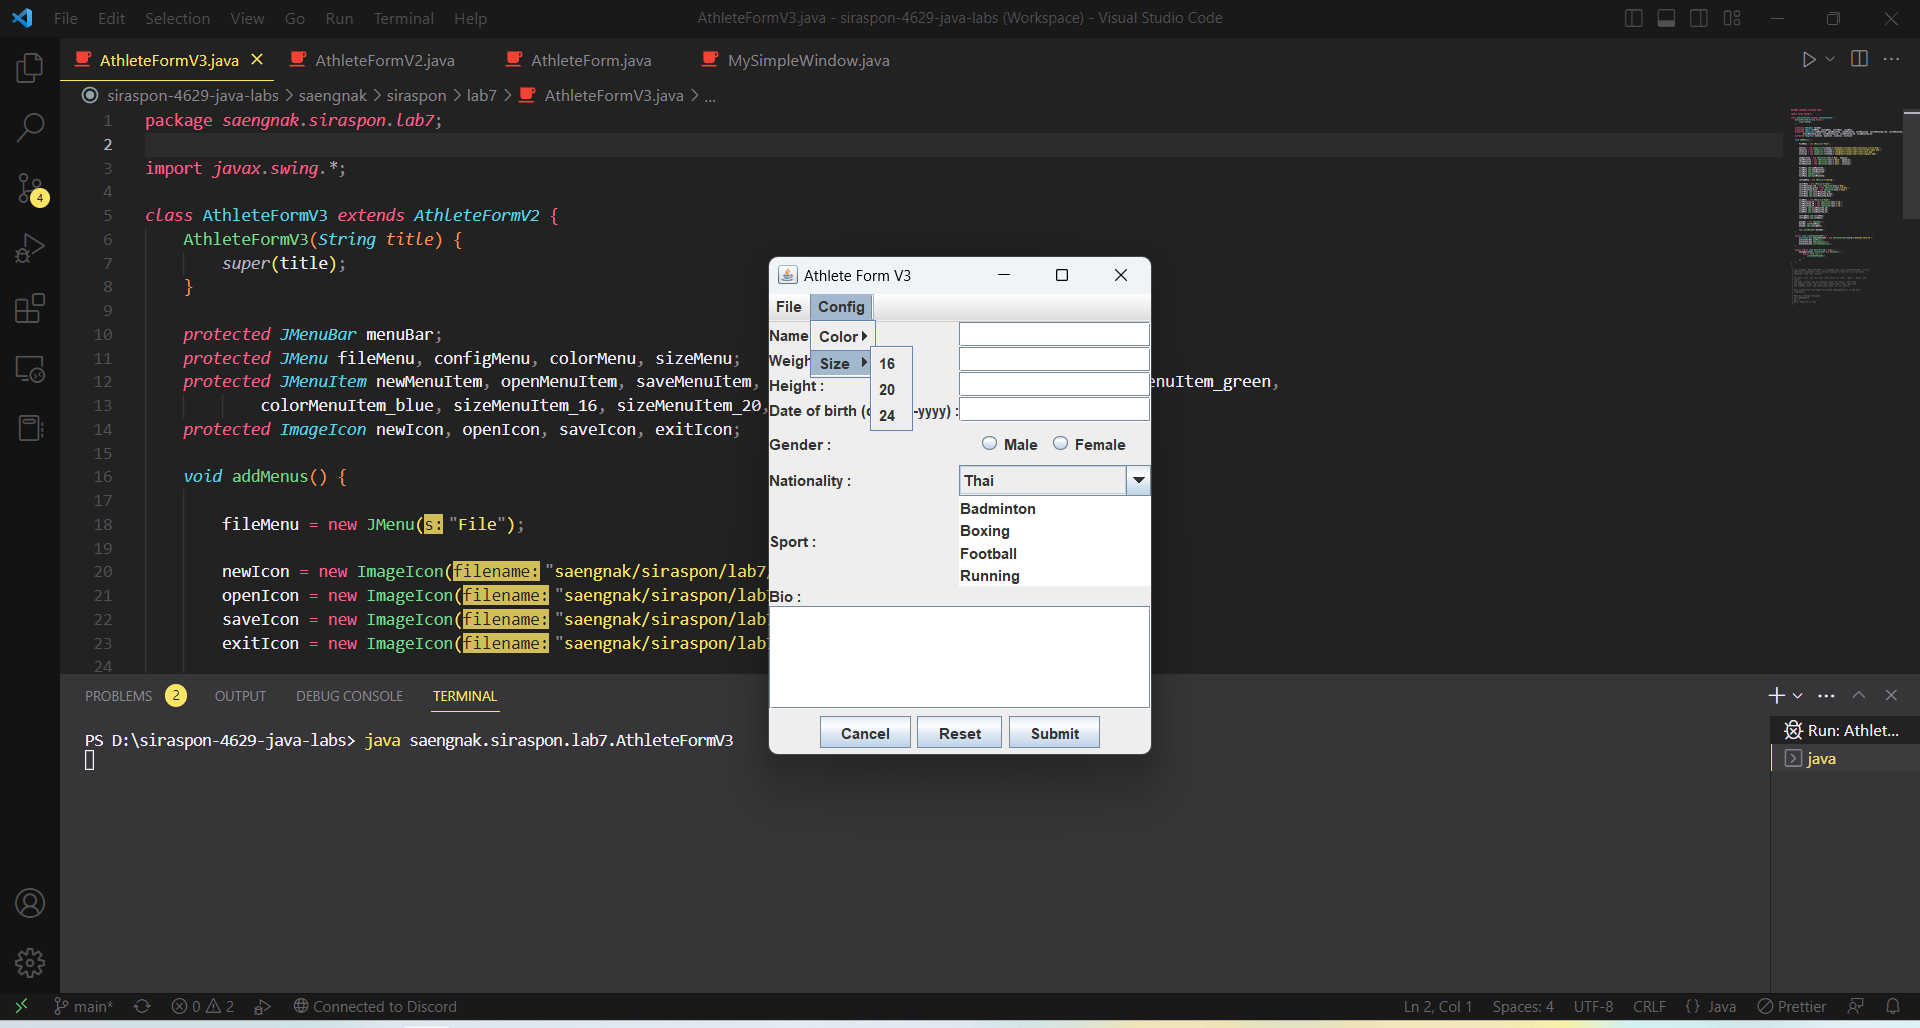 File Edit Selection View Go Run Terminal Help
AthleteFormV3.java - siraspon-4629-java-labs (Workspace) - Visual Studio Code
AthleteFormV3.java
AthleteFormV2.java
AthleteForm.java
MySimpleWindow.java
siraspon-4629-java-labs > saengnak > siraspon > lab7 > AthleteFormV3.java > ...
1 package saengnak.siraspon.lab7;
2
3 import javax.swing.*;
4
5 class AthleteFormV3 extends AthleteFormV2 {
6 AthleteFormV3(String title) {
7 super(title);
8 }
9
10 protected JMenuBar menuBar;
11 protected JMenu fileMenu, configMenu, colorMenu, sizeMenu;
12 protected JMenuItem newMenuItem, openMenuItem, saveMenuItem, enuItem_green,
13 colorMenuItem_blue, sizeMenuItem_16, sizeMenuItem_20,
14 protected ImageIcon newIcon, openIcon, saveIcon, exitIcon;
15
16 void addMenus() {
17
18 fileMenu = new JMenu(s: "File");
19
20 newIcon = new ImageIcon(filename: "saengnak/siraspon/lab7/
21 openIcon = new ImageIcon(filename: "saengnak/siraspon/lab
22 saveIcon = new ImageIcon(filename: "saengnak/siraspon/lab
23 exitIcon = new ImageIcon(filename: "saengnak/siraspon/lab
24
Athlete Form V3
File Config
Name
Color
Weigh
Size
16
Height :
20
Date of birth (d -yyyy) :
24
Gender : Male Female
Nationality : Thai
Badminton
Boxing
Sport :
Football
Running
Bio :
Cancel Reset Submit
PROBLEMS 2 OUTPUT DEBUG CONSOLE TERMINAL
PS D:\siraspon-4629-java-labs> java saengnak.siraspon.lab7.AthleteFormV3
Run: Athlet...
java
4
main* 0 2 Connected to Discord
Ln 2, Col 1 Spaces: 4 UTF-8 CRLF {} Java Prettier